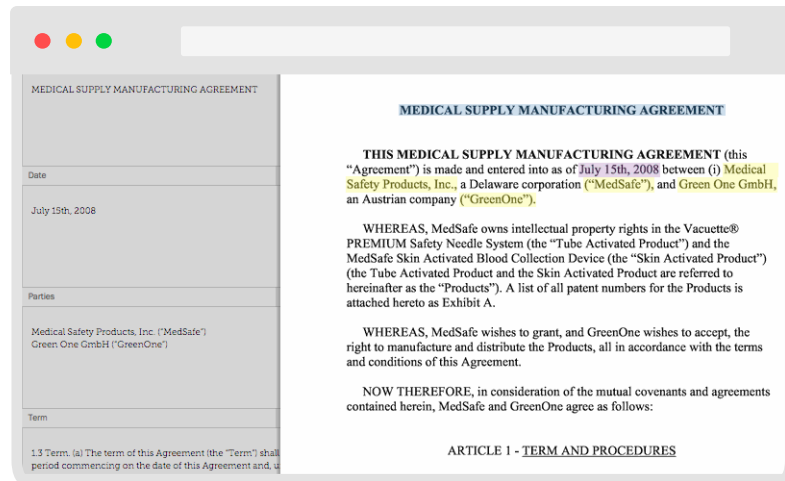 MEDICAL SUPPLY MANUFACTURING AGREEMENT
Date
July 15th, 2008
Parties
Medical Safety Products, Inc. ("MedSafe")
Green One GmbH ("GreenOne")
Term
1.3 Term. (a) The term of this Agreement (the "Term") shall
period commencing on the date of this Agreement and, u
MEDICAL SUPPLY MANUFACTURING AGREEMENT
THIS MEDICAL SUPPLY MANUFACTURING AGREEMENT (this
“Agreement”) is made and entered into as of July 15th, 2008 between (i) Medical
Safety Products, Inc., a Delaware corporation (“MedSafe”), and Green One GmbH,
an Austrian company (“GreenOne”).
WHEREAS, MedSafe owns intellectual property rights in the Vacuette®
PREMIUM Safety Needle System (the “Tube Activated Product”) and the
MedSafe Skin Activated Blood Collection Device (the “Skin Activated Product”)
(the Tube Activated Product and the Skin Activated Product are referred to
hereinafter as the “Products”). A list of all patent numbers for the Products is
attached hereto as Exhibit A.
WHEREAS, MedSafe wishes to grant, and GreenOne wishes to accept, the
right to manufacture and distribute the Products, all in accordance with the terms
and conditions of this Agreement.
NOW THEREFORE, in consideration of the mutual covenants and agreements
contained herein, MedSafe and GreenOne agree as follows:
ARTICLE 1 - TERM AND PROCEDURES